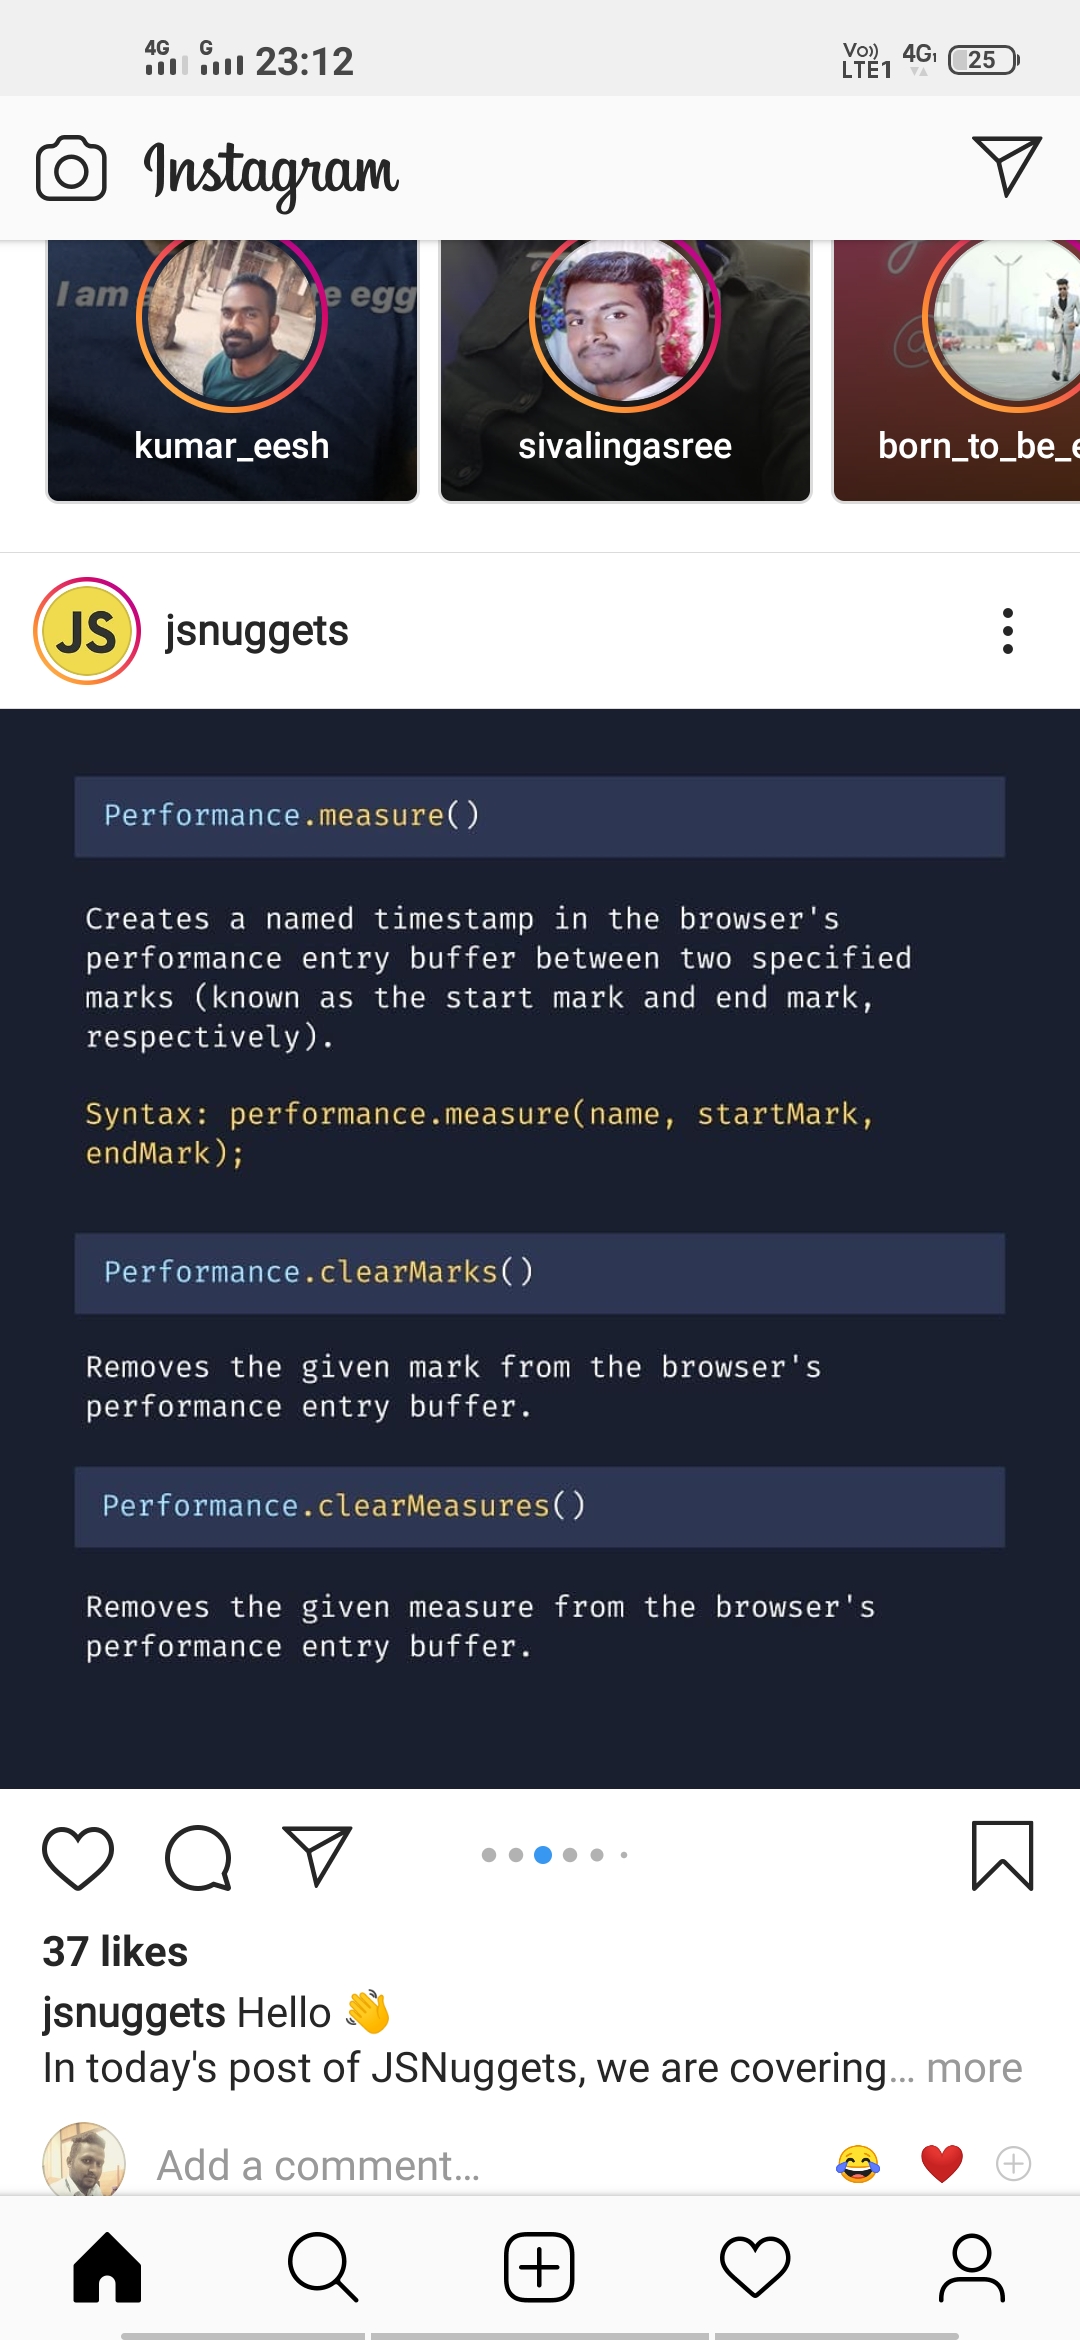 4G G 23:12 Vo)) LTE1 4G1 25
Instagram
I am e egg
kumar_eesh sivalingasree born_to_be_
JS jsnuggets
Performance.measure()
Creates a named timestamp in the browser's
performance entry buffer between two specified
marks (known as the start mark and end mark,
respectively).
Syntax: performance.measure(name, startMark,
endMark);
Performance.clearMarks()
Removes the given mark from the browser's
performance entry buffer.
Performance.clearMeasures()
Removes the given measure from the browser's
performance entry buffer.
37 likes
jsnuggets Hello 👋
In today's post of JSNuggets, we are covering... more
Add a comment... 😂 ❤️